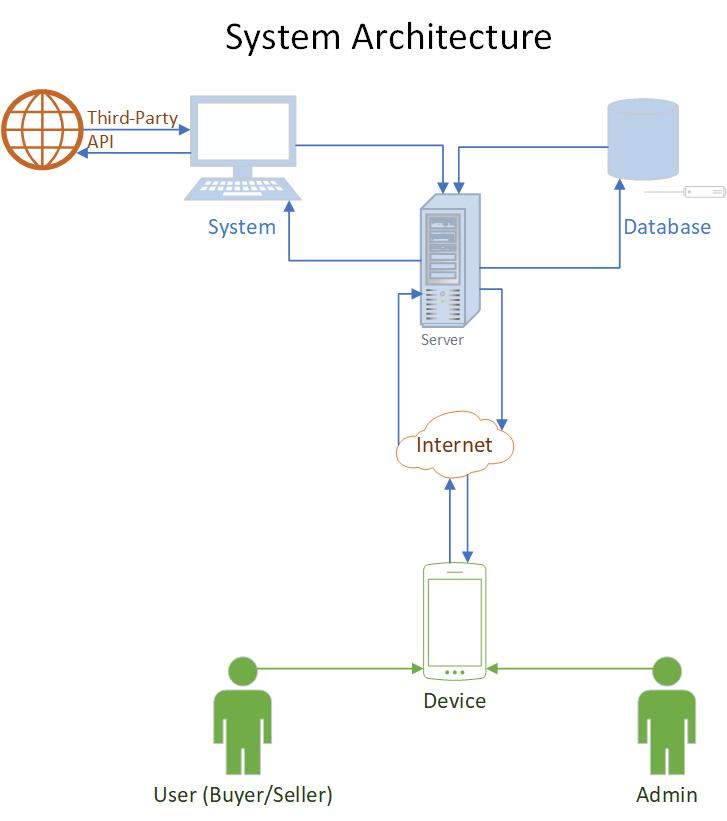 System Architecture
Third-Party
API
System
Database
Server
Internet
Device
User (Buyer/Seller)
Admin